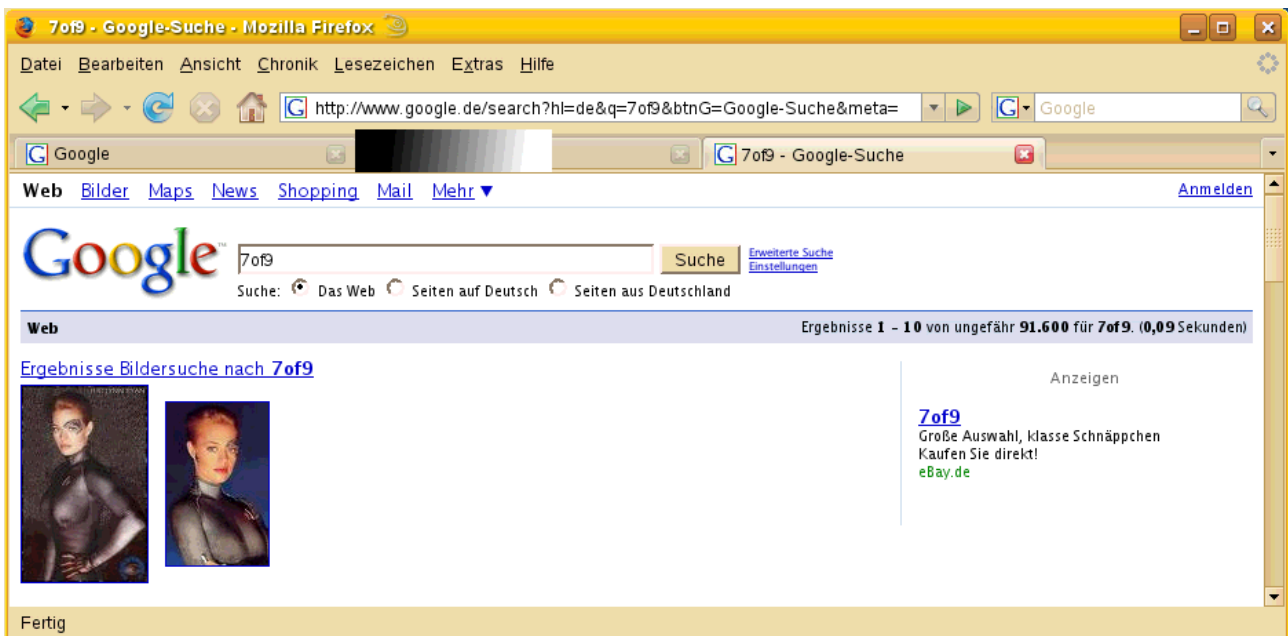 7of9 - Google-Suche - Mozilla Firefox
Datei Bearbeiten Ansicht Chronik Lesezeichen Extras Hilfe
http://www.google.de/search?hl=de&q=7of9&btnG=Google-Suche&meta= Google
Google 7of9 - Google-Suche
Web Bilder Maps News Shopping Mail Mehr ▼ Anmelden
Google™ 7of9 Suche Erweiterte Suche
Einstellungen
Suche: Das Web Seiten auf Deutsch Seiten aus Deutschland
Web Ergebnisse 1 - 10 von ungefähr 91.600 für 7of9. (0,09 Sekunden)
Ergebnisse Bildersuche nach 7of9
Anzeigen
7of9
Große Auswahl, klasse Schnäppchen
Kaufen Sie direkt!
eBay.de
Fertig